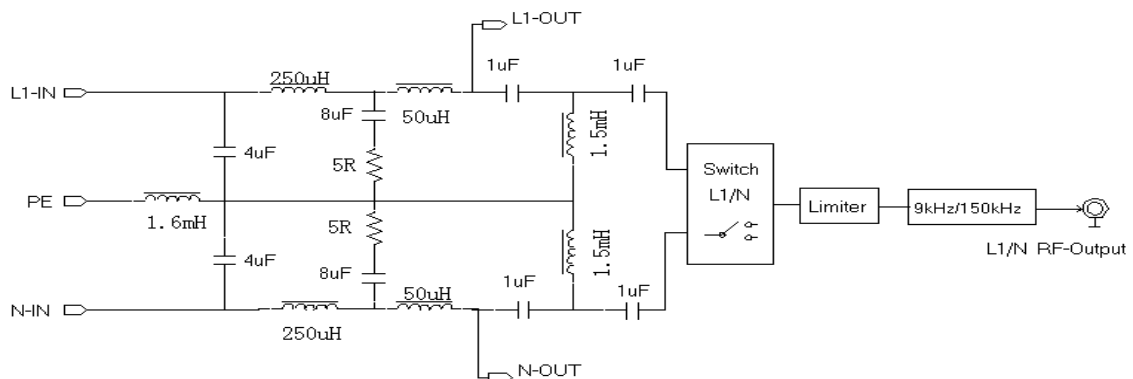 L1-OUT
1uF
1uF
250uH
L1-IN
8uF
50uH
1.5mH
4uF
5R
Switch
L1/N
PE
Limiter
9kHz/150kHz
1.6mH
5R
L1/N RF-Output
4uF
8uF
1.5mH
50uH
1uF
1uF
N-IN
250uH
N-OUT